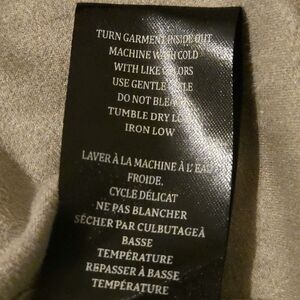 TURN GARMENT INSIDE OUT
MACHINE WASH COLD
WITH LIKE COLORS
USE GENTLE CYCLE
DO NOT BLEACH
TUMBLE DRY LOW
IRON LOW
LAVER À LA MACHINE À L'EAU
FROIDE.
CYCLE DÉLICAT
NE PAS BLANCHER
SÉCHER PAR CULBUTAGE À
BASSE
TEMPÉRATURE
REPASSER À BASSE
TEMPÉRATURE